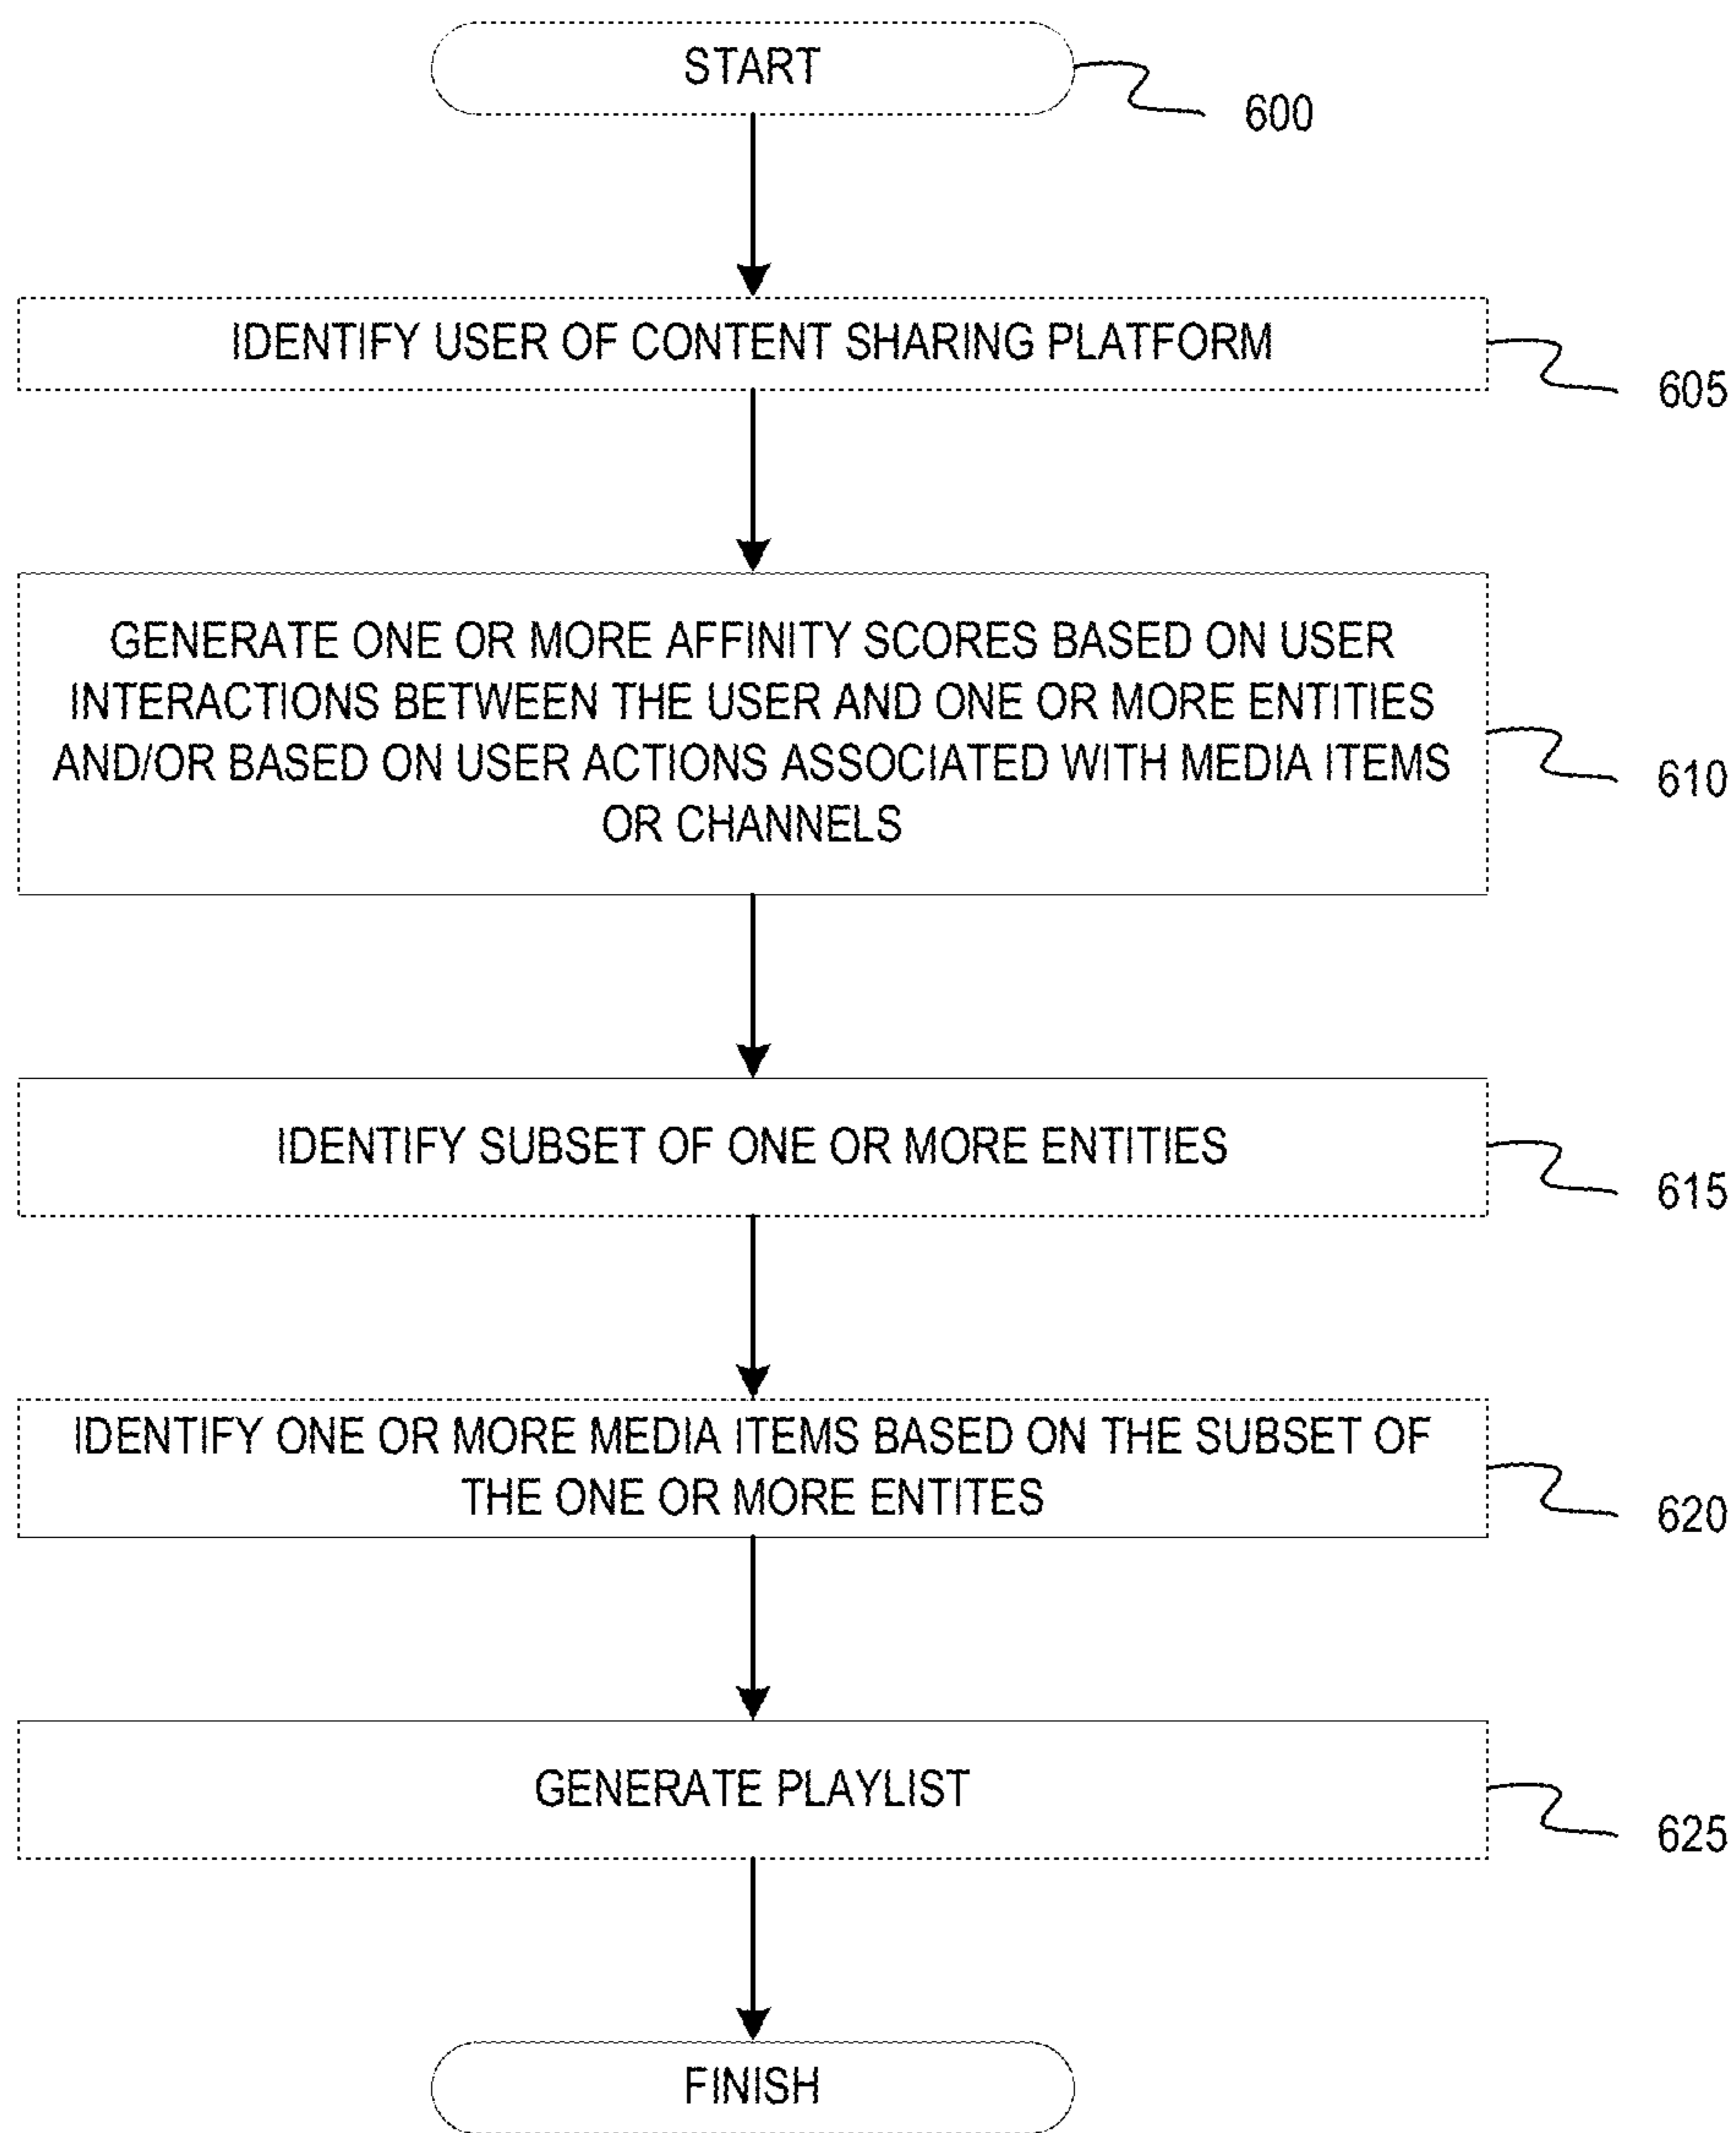 START
600
IDENTIFY USER OF CONTENT SHARING PLATFORM
605
GENERATE ONE OR MORE AFFINITY SCORES BASED ON USER
INTERACTIONS BETWEEN THE USER AND ONE OR MORE ENTITIES
AND/OR BASED ON USER ACTIONS ASSOCIATED WITH MEDIA ITEMS
OR CHANNELS
610
IDENTIFY SUBSET OF ONE OR MORE ENTITIES
615
IDENTIFY ONE OR MORE MEDIA ITEMS BASED ON THE SUBSET OF
THE ONE OR MORE ENTITES
620
GENERATE PLAYLIST
625
FINISH